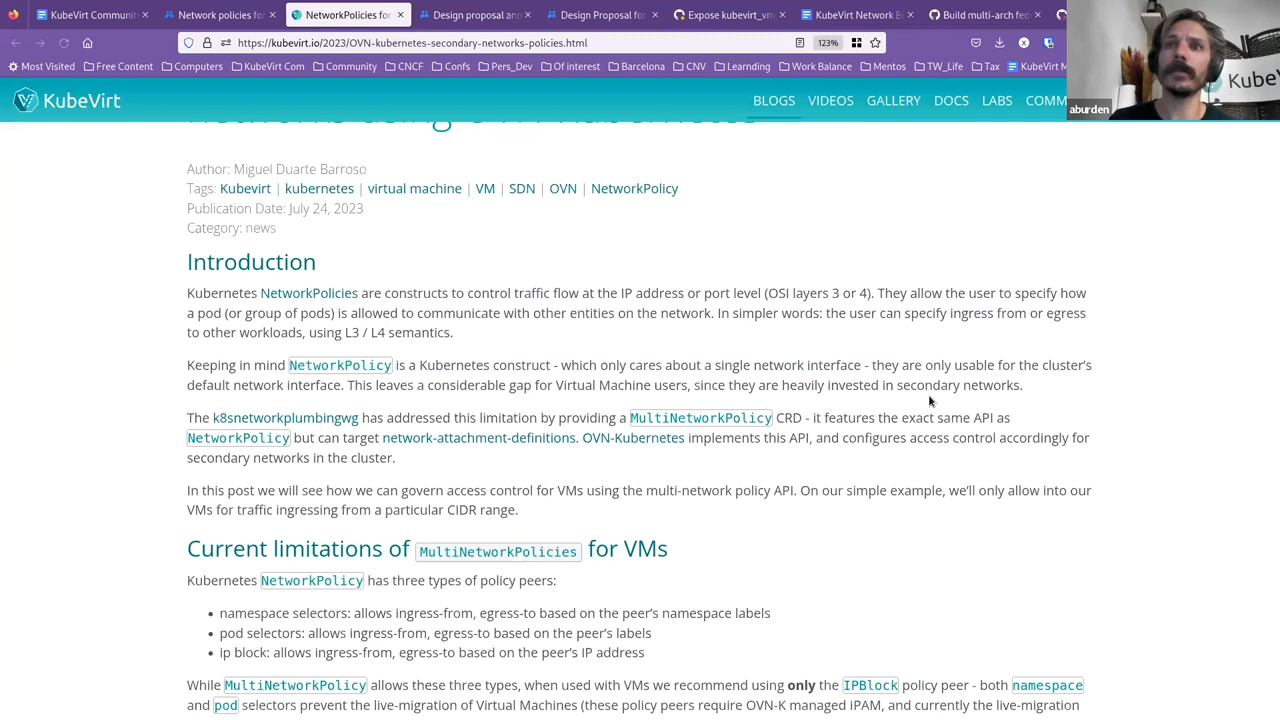 KubeVirt Communi
Network policies for
NetworkPolicies for
Design proposal and
Design Proposal for
Expose kubevirt_vm
KubeVirt Network B
Build multi-arch fed
https://kubevirt.io/2023/OVN-kubernetes-secondary-networks-policies.html
123%
Most Visited
Free Content
Computers
KubeVirt Com
Community
CNCF
Confs
Pers_Dev
Of interest
Barcelona
CNV
Learnding
Work Balance
Mentos
TW_Life
Tax
KubeVirt M
KubeVirt
BLOGS
VIDEOS
GALLERY
DOCS
LABS
COMM
Kube
aburden
Author: Miguel Duarte Barroso
Tags: Kubevirt | kubernetes | virtual machine | VM | SDN | OVN | NetworkPolicy
Publication Date: July 24, 2023
Category: news
Introduction
Kubernetes NetworkPolicies are constructs to control traffic flow at the IP address or port level (OSI layers 3 or 4). They allow the user to specify how
a pod (or group of pods) is allowed to communicate with other entities on the network. In simpler words: the user can specify ingress from or egress
to other workloads, using L3 / L4 semantics.
Keeping in mind NetworkPolicy is a Kubernetes construct - which only cares about a single network interface - they are only usable for the cluster's
default network interface. This leaves a considerable gap for Virtual Machine users, since they are heavily invested in secondary networks.
The k8snetworkplumbingwg has addressed this limitation by providing a MultiNetworkPolicy CRD - it features the exact same API as
NetworkPolicy but can target network-attachment-definitions. OVN-Kubernetes implements this API, and configures access control accordingly for
secondary networks in the cluster.
In this post we will see how we can govern access control for VMs using the multi-network policy API. On our simple example, we'll only allow into our
VMs for traffic ingressing from a particular CIDR range.
Current limitations of MultiNetworkPolicies for VMs
Kubernetes NetworkPolicy has three types of policy peers:
namespace selectors: allows ingress-from, egress-to based on the peer's namespace labels
pod selectors: allows ingress-from, egress-to based on the peer's labels
ip block: allows ingress-from, egress-to based on the peer's IP address
While MultiNetworkPolicy allows these three types, when used with VMs we recommend using only the IPBlock policy peer - both namespace
and pod selectors prevent the live-migration of Virtual Machines (these policy peers require OVN-K managed iPAM, and currently the live-migration